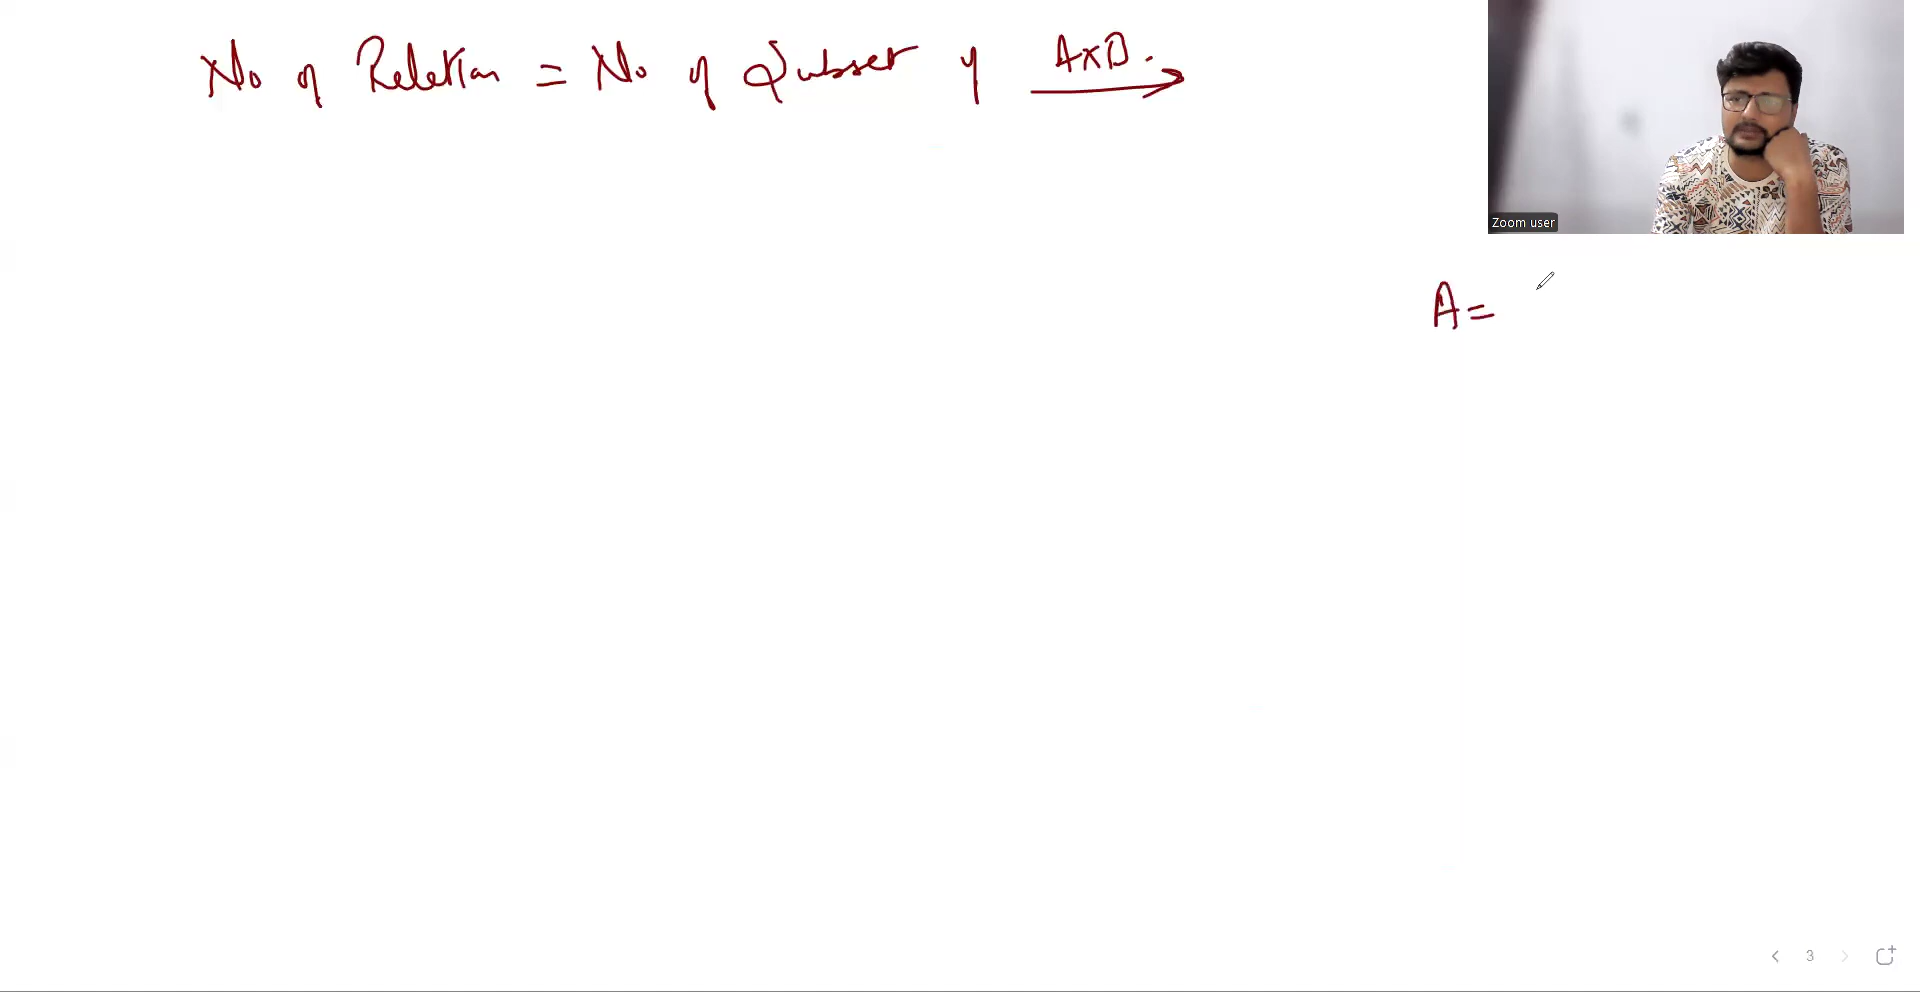 No of Relation = No of Subset of A×B.
Zoom user
A=
3